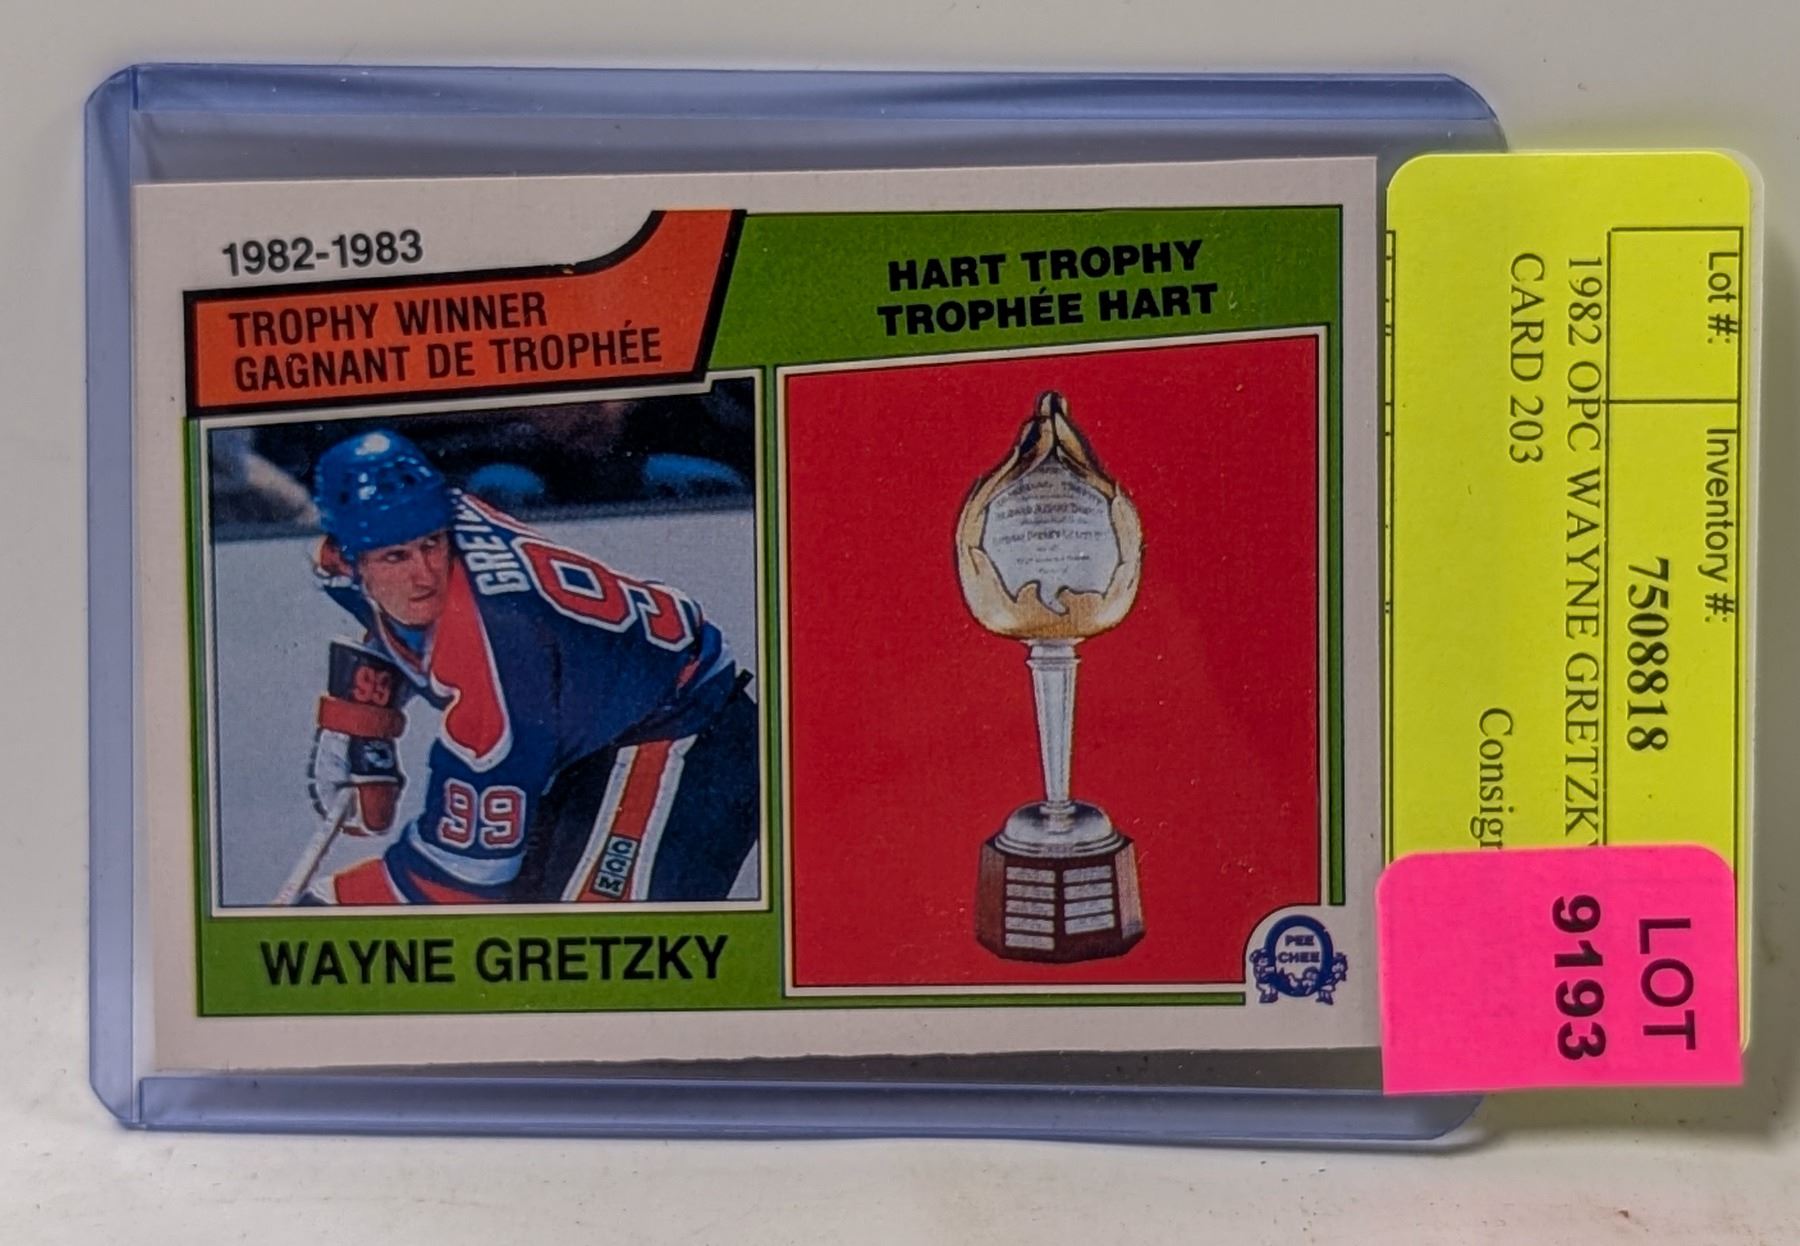 1982-1983
TROPHY WINNER
GAGNANT DE TROPHÉE
HART TROPHY
TROPHÉE HART
99
99
WAYNE GRETZKY
PEE
CHEE
Lot #:
Inventory #:
7508818
1982 OPC WAYNE GRETZKY
CARD 203
LOT
9193